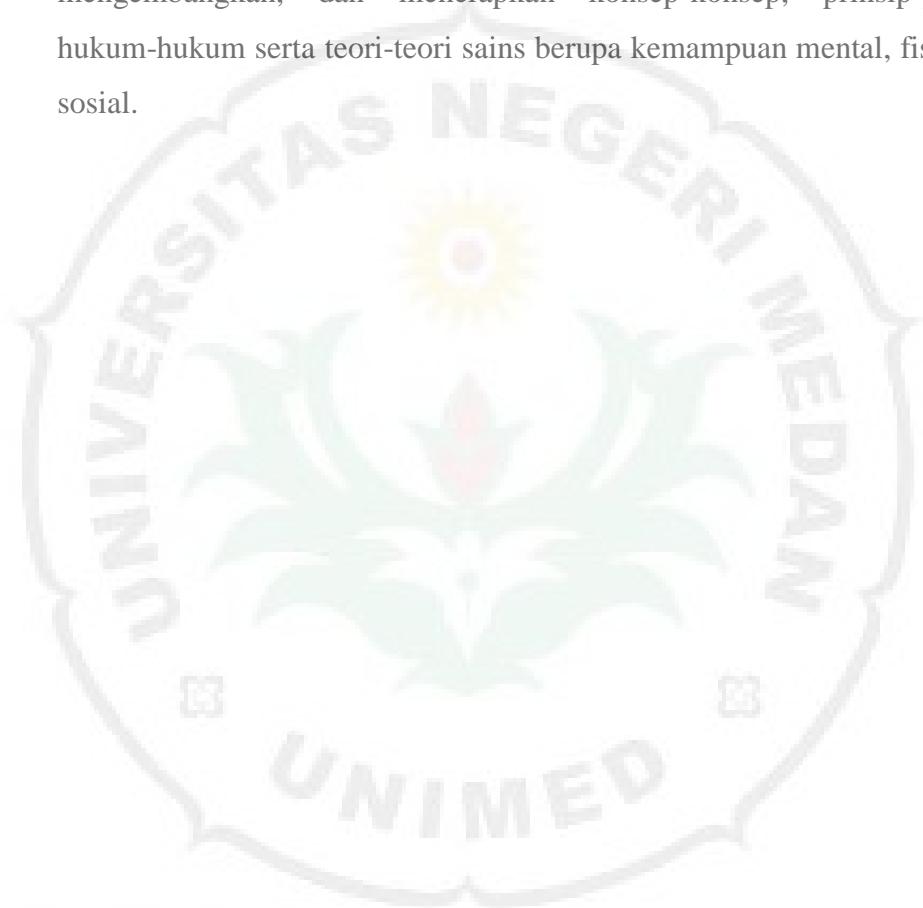 mengembangkan, dan menerapkan konsep-konsep, prinsip
hukum-hukum serta teori-teori sains berupa kemampuan mental,
sosial.
UNIVERSITAS NEGERI MEDAN
UNIMED